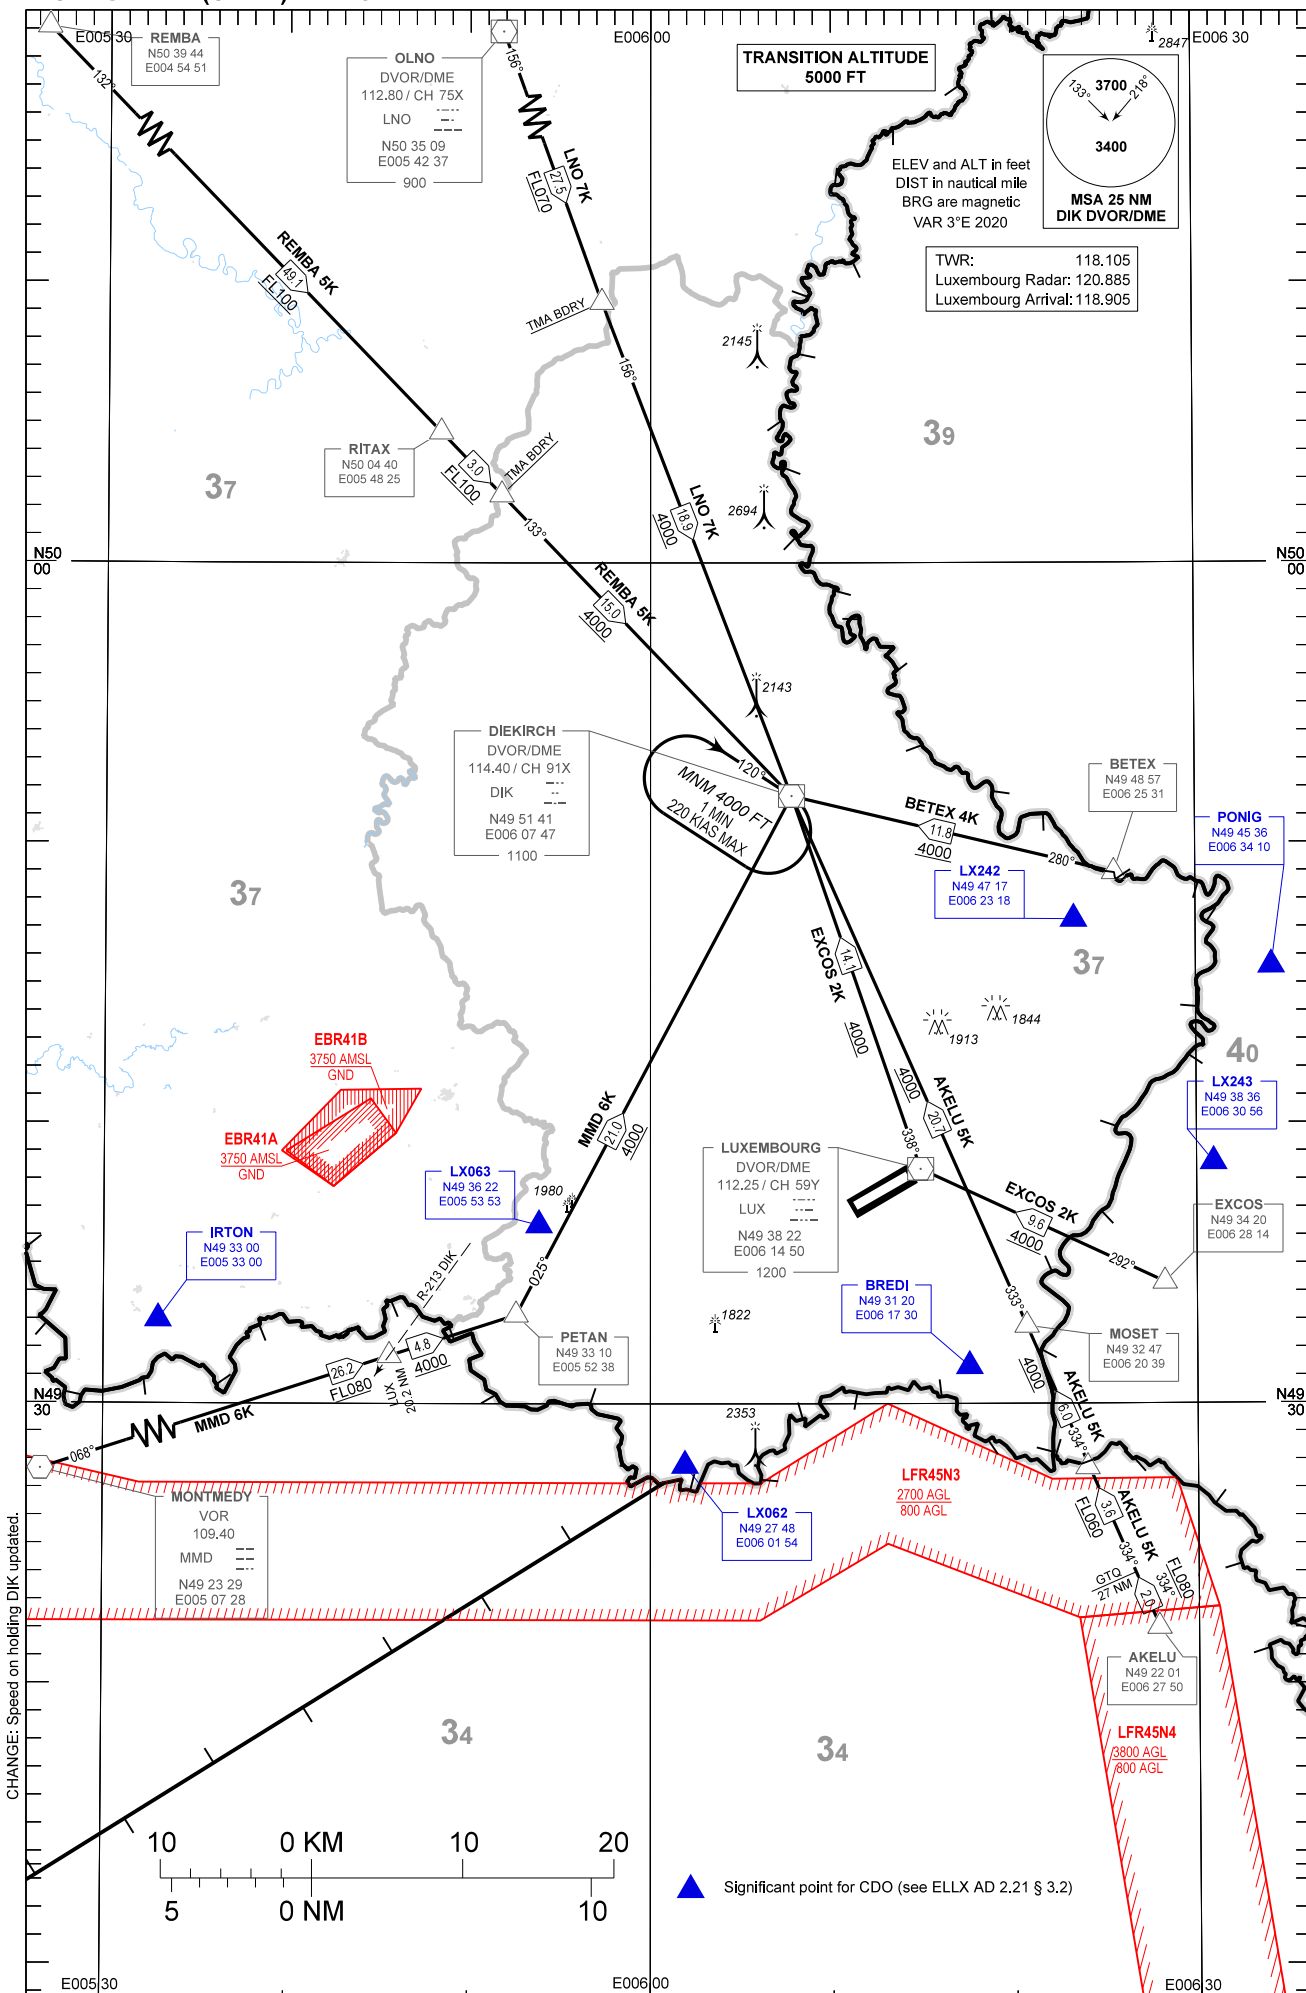 E005 30
E006 00
E006 30
REMBA
N50 39 44
E004 54 51
OLNO
DVOR/DME
112.80 / CH 75X
LNO
N50 35 09
E005 42 37
900
TRANSITION ALTITUDE
5000 FT
2847
3700
133°
218°
3400
MSA 25 NM
DIK DVOR/DME
ELEV and ALT in feet
DIST in nautical mile
BRG are magnetic
VAR 3°E 2020
TWR: 118.105
Luxembourg Radar: 120.885
Luxembourg Arrival: 118.905
132°
156°
LNO 7K
27.5
FL070
REMBA 5K
49.1
FL100
TMA BDRY
156°
2145
39
RITAX
N50 04 40
E005 48 25
3.0
FL100
TMA BDRY
37
133°
LNO 7K
18.9
4000
2694
N50
00
N50
00
REMBA 5K
15.0
4000
2143
DIEKIRCH
DVOR/DME
114.40 / CH 91X
DIK
N49 51 41
E006 07 47
1100
120°
MNM 4000 FT
1 MIN
220 KIAS MAX
BETEX 4K
11.8
4000
280°
BETEX
N49 48 57
E006 25 31
PONIG
N49 45 36
E006 34 10
LX242
N49 47 17
E006 23 18
37
37
EXCOS 2K
14.1
4000
1913
1844
40
EBR41B
3750 AMSL
GND
EBR41A
3750 AMSL
GND
MMD 6K
21.0
4000
4000
AKELU 5K
20.7
LX243
N49 38 36
E006 30 56
338°
LUXEMBOURG
DVOR/DME
112.25 / CH 59Y
LUX
N49 38 22
E006 14 50
1200
LX063
N49 36 22
E005 53 53
1980
EXCOS 2K
9.6
4000
292°
EXCOS
N49 34 20
E006 28 14
IRTON
N49 33 00
E005 33 00
025°
R-213 DIK
BREDI
N49 31 20
E006 17 30
333°
MOSET
N49 32 47
E006 20 39
1822
PETAN
N49 33 10
E005 52 38
4.8
4000
26.2
FL080
LUX
20.2 NM
4000
AKELU 5K
6.0
334°
N49
30
N49
30
MMD 6K
068°
2353
MONTMEDY
VOR
109.40
MMD
N49 23 29
E005 07 28
LX062
N49 27 48
E006 01 54
LFR45N3
2700 AGL
800 AGL
3.6
FL060
AKELU 5K
334°
GTQ
27 NM
2.0
FL080
334°
AKELU
N49 22 01
E006 27 50
LFR45N4
3800 AGL
800 AGL
34
34
CHANGE: Speed on holding DIK updated.
10 0 KM 10 20
5 0 NM 10
Significant point for CDO (see ELLX AD 2.21 § 3.2)
E005 30
E006 00
E006 30